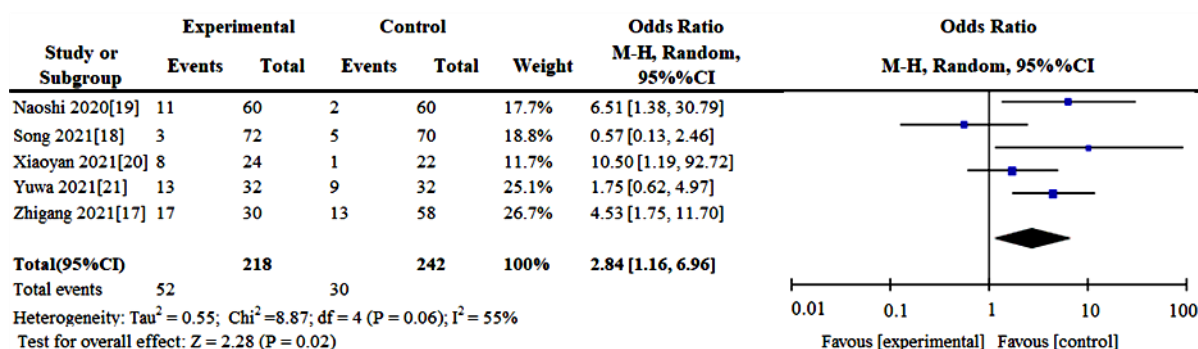 Experimental Control Odds Ratio Odds Ratio
Study or Subgroup Events Total Events Total Weight M-H, Random, 95%%CI M-H, Random, 95%%CI
Naoshi 2020[19] 11 60 2 60 17.7% 6.51 [1.38, 30.79]
Song 2021[18] 3 72 5 70 18.8% 0.57 [0.13, 2.46]
Xiaoyan 2021[20] 8 24 1 22 11.7% 10.50 [1.19, 92.72]
Yuwa 2021[21] 13 32 9 32 25.1% 1.75 [0.62, 4.97]
Zhigang 2021[17] 17 30 13 58 26.7% 4.53 [1.75, 11.70]
Total(95%CI) 218 242 100% 2.84 [1.16, 6.96]
Total events 52 30
Heterogeneity: Tau² = 0.55; Chi² =8.87; df = 4 (P = 0.06); I² = 55%
Test for overall effect: Z = 2.28 (P = 0.02)
0.01 0.1 1 10 100
Favous [experimental] Favous [control]